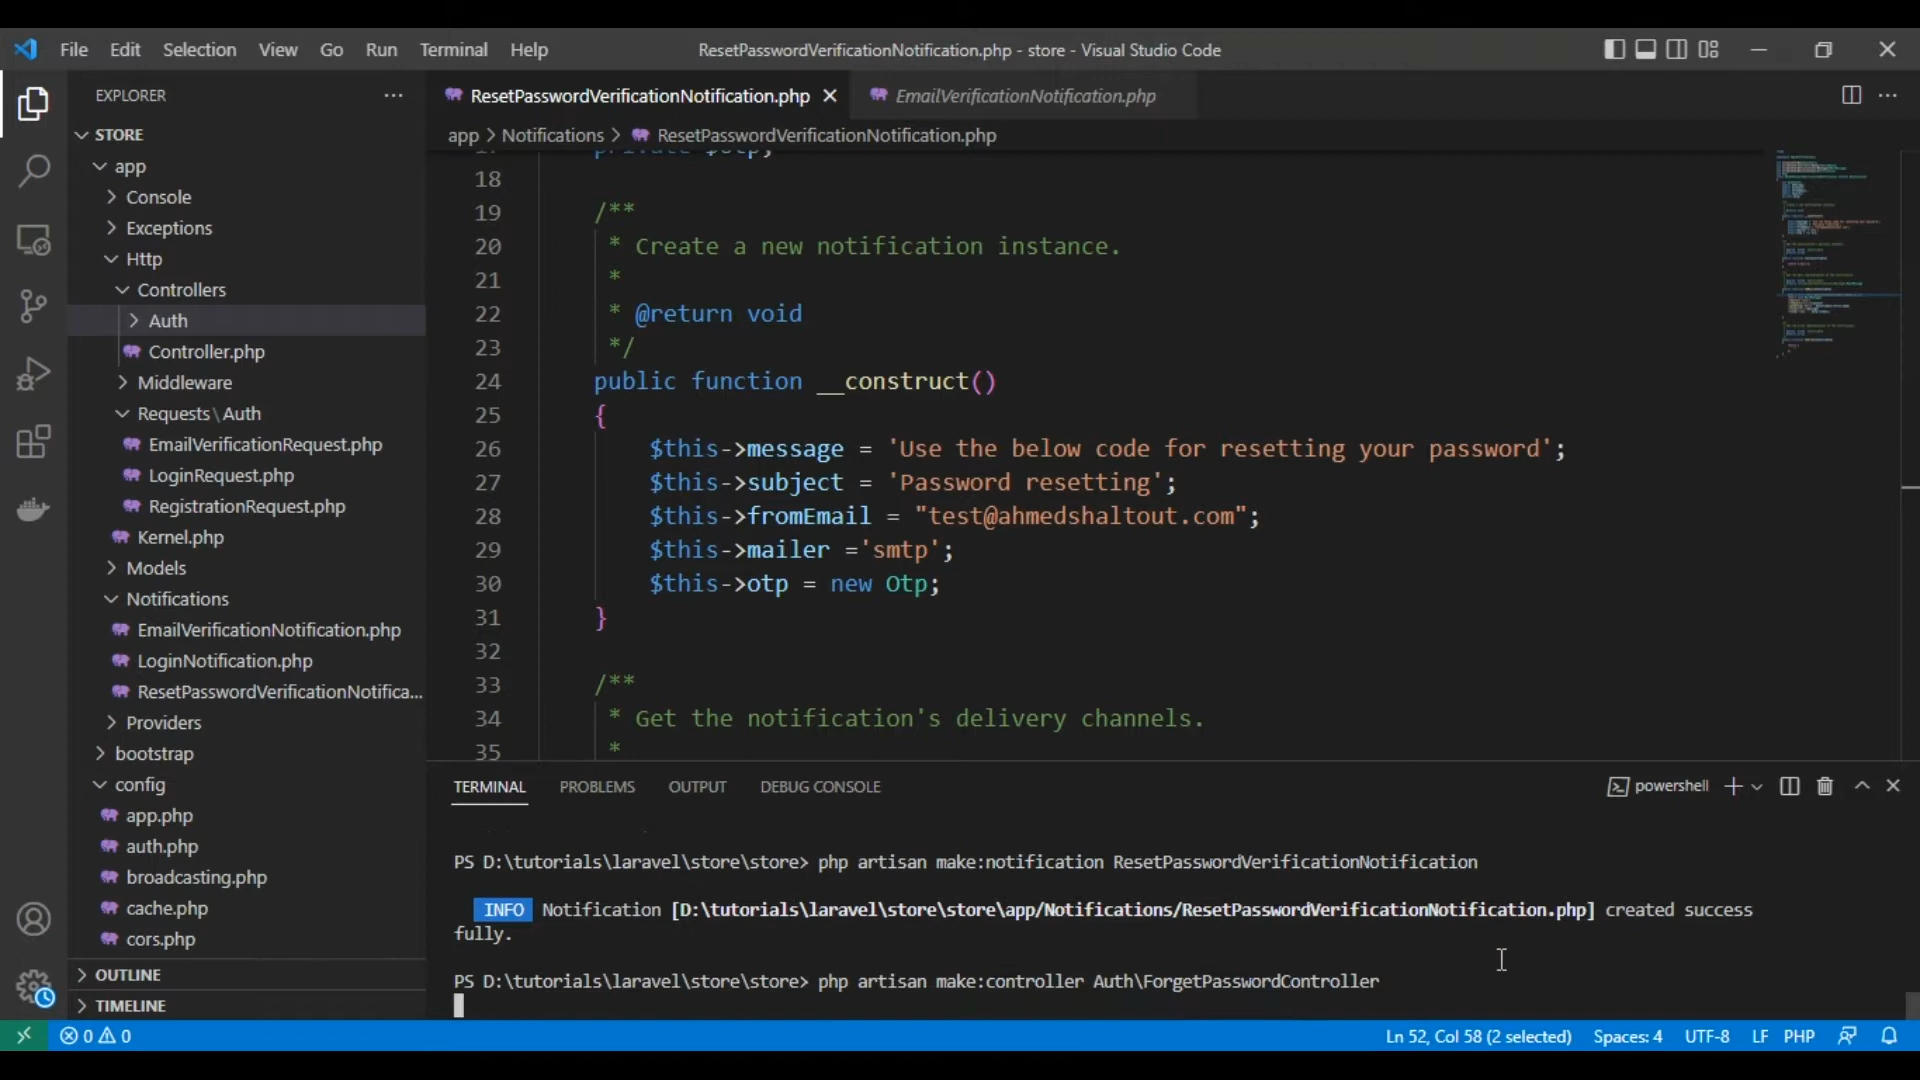 File Edit Selection View Go Run Terminal Help
ResetPasswordVerificationNotification.php - store - Visual Studio Code
EXPLORER
STORE
app
Console
Exceptions
Http
Controllers
Auth
Controller.php
Middleware
Requests\Auth
EmailVerificationRequest.php
LoginRequest.php
RegistrationRequest.php
Kernel.php
Models
Notifications
EmailVerificationNotification.php
LoginNotification.php
ResetPasswordVerificationNotifica...
Providers
bootstrap
config
app.php
auth.php
broadcasting.php
cache.php
cors.php
OUTLINE
TIMELINE
ResetPasswordVerificationNotification.php
EmailVerificationNotification.php
app > Notifications > ResetPasswordVerificationNotification.php
18
19 /**
20 * Create a new notification instance.
21 *
22 * @return void
23 */
24 public function __construct()
25 {
26 $this->message = 'Use the below code for resetting your password';
27 $this->subject = 'Password resetting';
28 $this->fromEmail = "test@ahmedshaltout.com";
29 $this->mailer ='smtp';
30 $this->otp = new Otp;
31 }
32
33 /**
34 * Get the notification's delivery channels.
35 *
TERMINAL PROBLEMS OUTPUT DEBUG CONSOLE
powershell
PS D:\tutorials\laravel\store\store> php artisan make:notification ResetPasswordVerificationNotification
INFO Notification [D:\tutorials\laravel\store\store\app/Notifications/ResetPasswordVerificationNotification.php] created success
fully.
PS D:\tutorials\laravel\store\store> php artisan make:controller Auth\ForgetPasswordController
0 0
Ln 52, Col 58 (2 selected) Spaces: 4 UTF-8 LF PHP